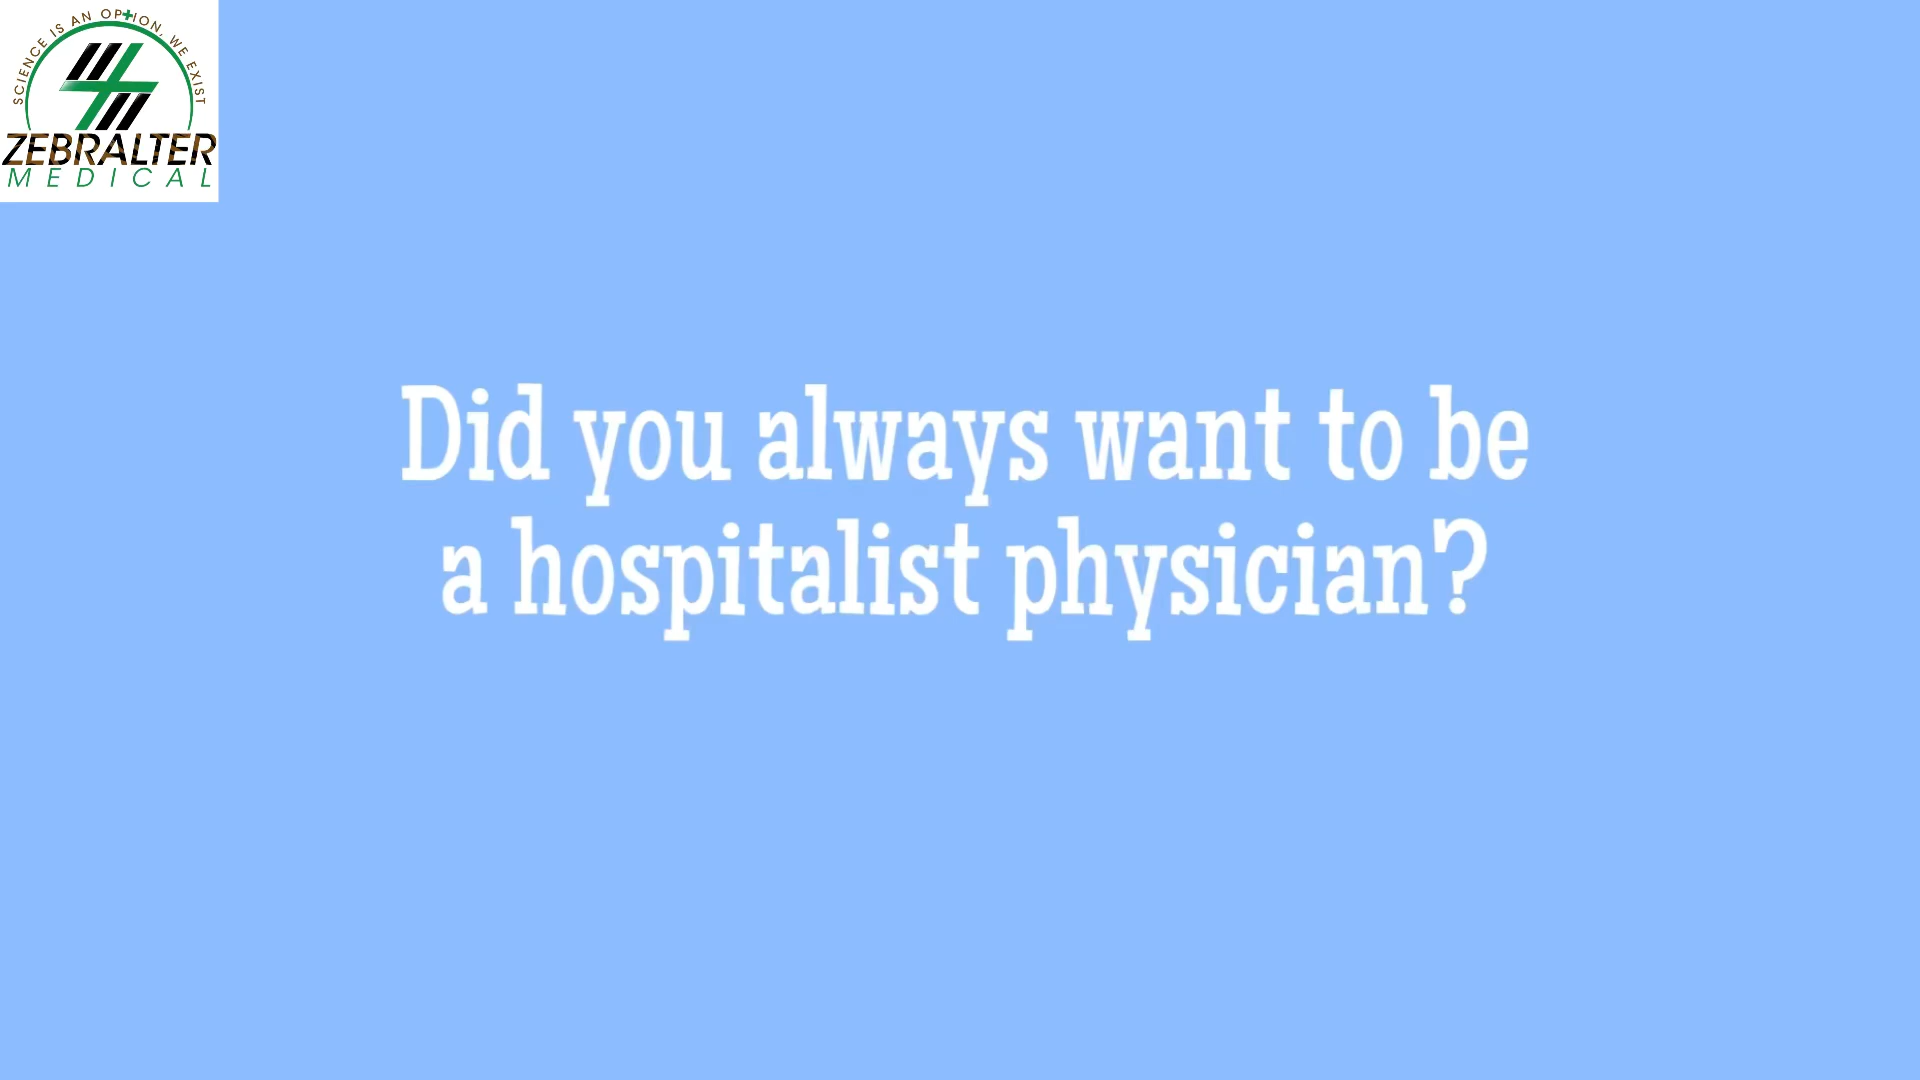 SCIENCE IS AN OPTION, WE EXIST
ZEBRALTER
MEDICAL
Did you always want to be
a hospitalist physician?